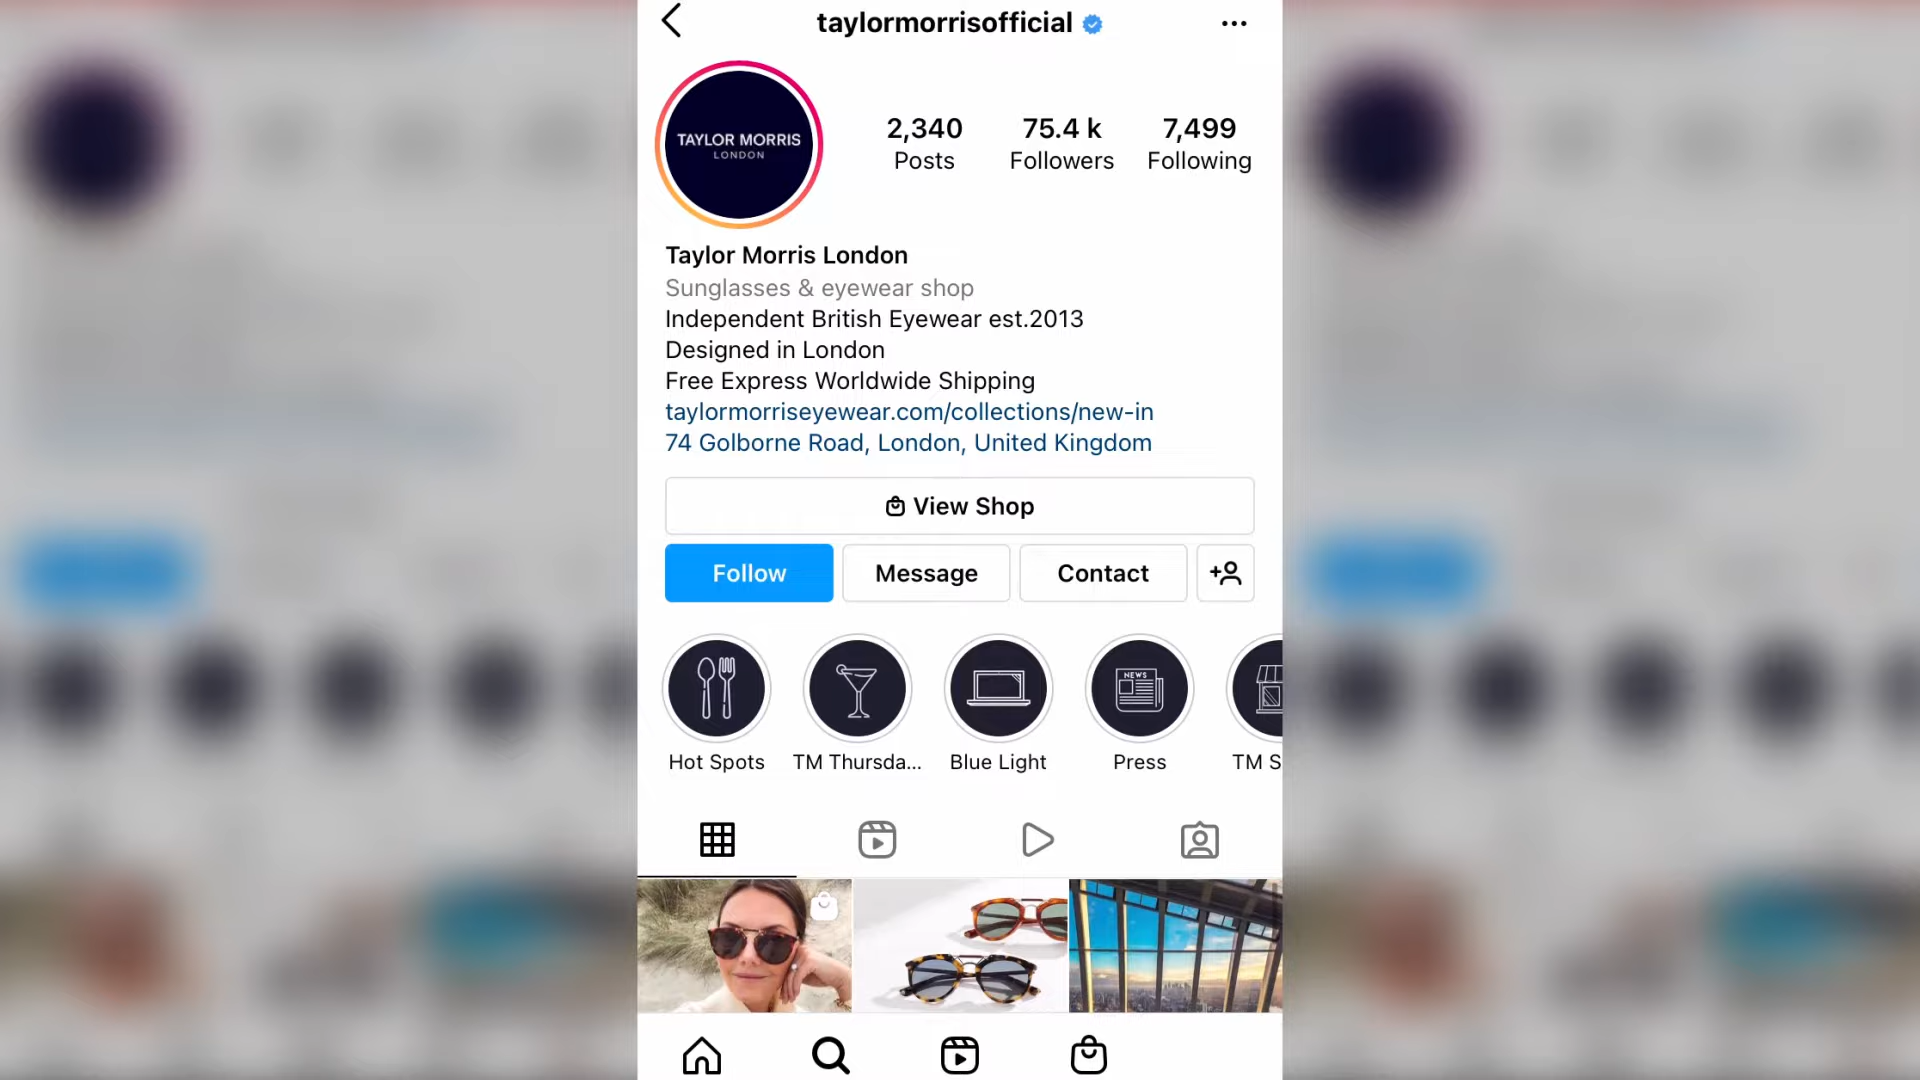 taylormorrisofficial
TAYLOR MORRIS
LONDON
2,340
Posts
75.4 k
Followers
7,499
Following
Taylor Morris London
Sunglasses & eyewear shop
Independent British Eyewear est.2013
Designed in London
Free Express Worldwide Shipping
taylormorriseyewear.com/collections/new-in
74 Golborne Road, London, United Kingdom
View Shop
Follow
Message
Contact
NEWS
Hot Spots
TM Thursda...
Blue Light
Press
TM S